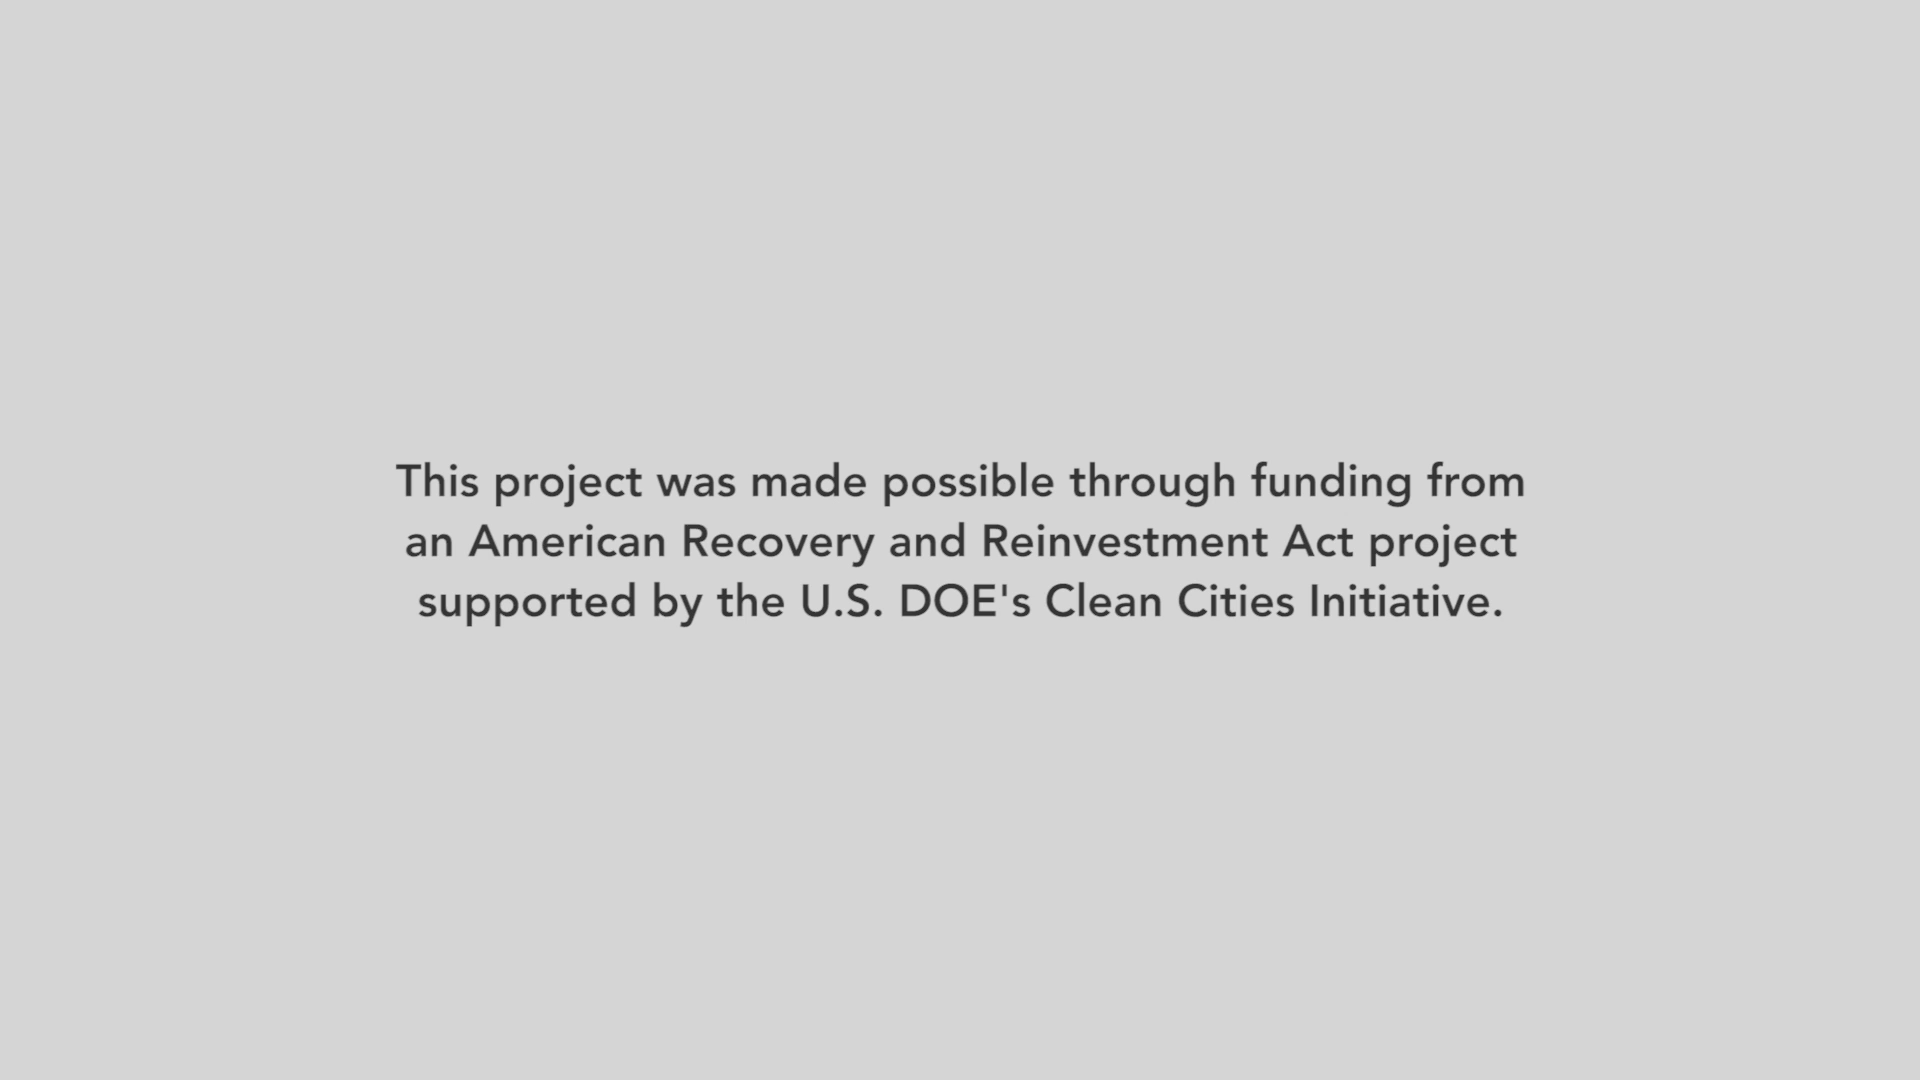 This project was made possible through funding from
an American Recovery and Reinvestment Act project
supported by the U.S. DOE's Clean Cities Initiative.